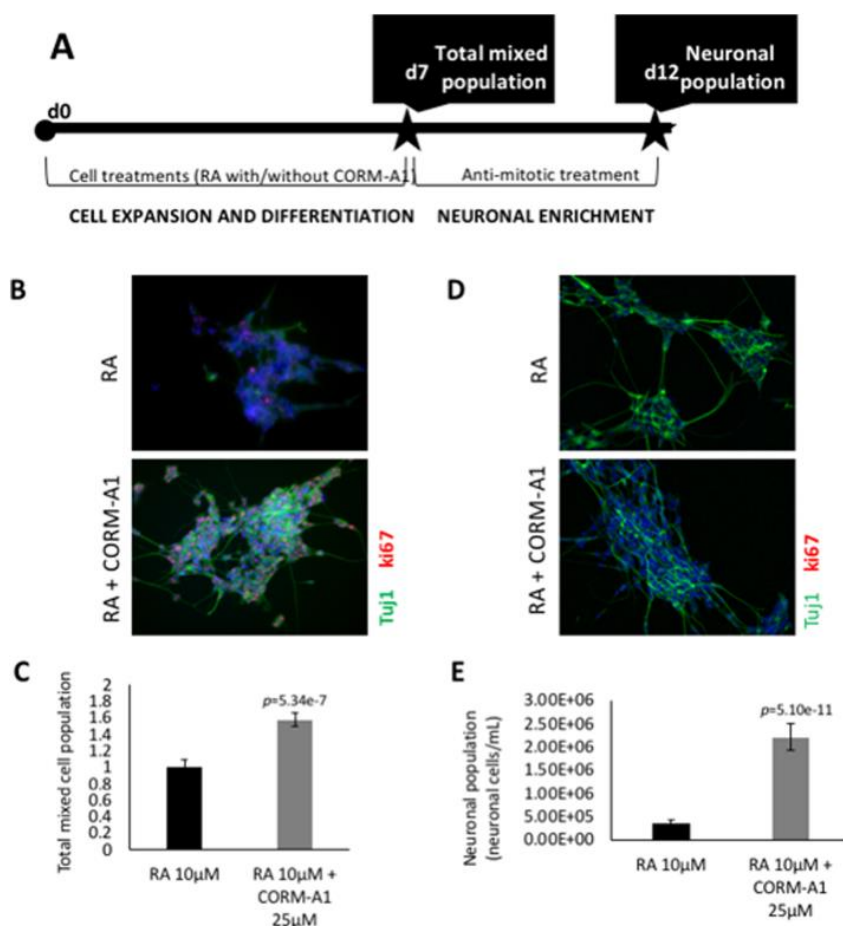 A
d0
d7 Total mixed
population
d12 Neuronal
population
Cell treatments (RA with/without CORM-A1)
Anti-mitotic treatment
CELL EXPANSION AND DIFFERENTIATION
NEURONAL ENRICHMENT
B
RA
RA + CORM-A1
Tuj1 ki67
D
RA
RA + CORM-A1
Tuj1 ki67
C
Total mixed cell population
2
1.8
1.6
1.4
1.2
1
0.8
0.6
0.4
0.2
0
p=5.34e-7
RA 10µM
RA 10µM +
CORM-A1
25µM
E
Neuronal population
(neuronal cells/mL)
3.00E+06
2.50E+06
2.00E+06
1.50E+06
1.00E+06
5.00E+05
0.00E+00
p=5.10e-11
RA 10µM
RA 10µM +
CORM-A1
25µM